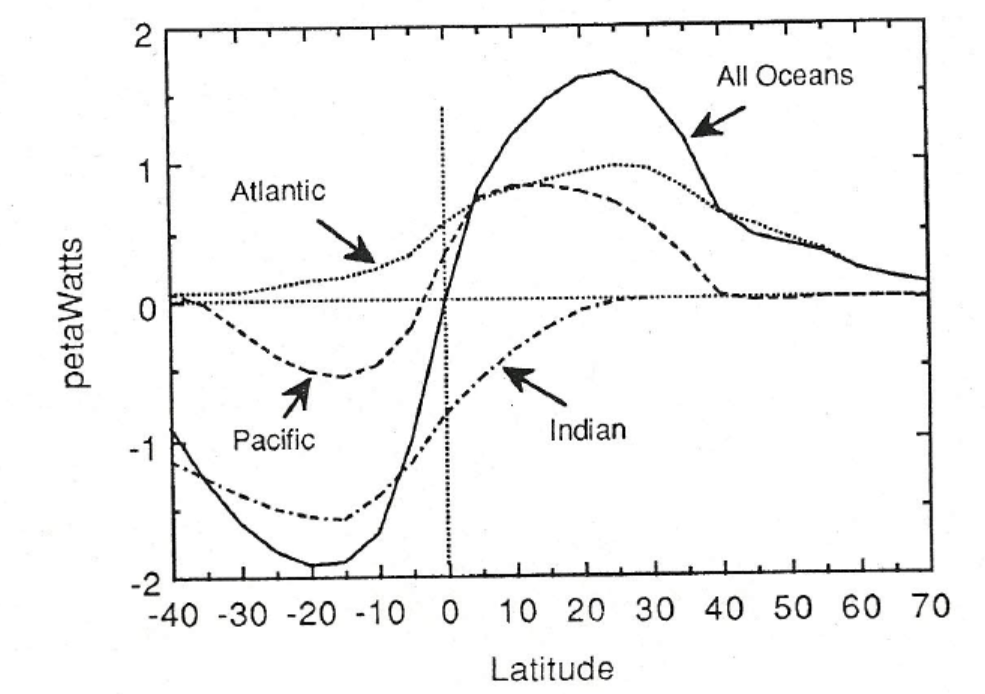 2
1
0
-1
-2
petaWatts
All Oceans
Atlantic
Pacific
Indian
-40 -30 -20 -10 0 10 20 30 40 50 60 70
Latitude